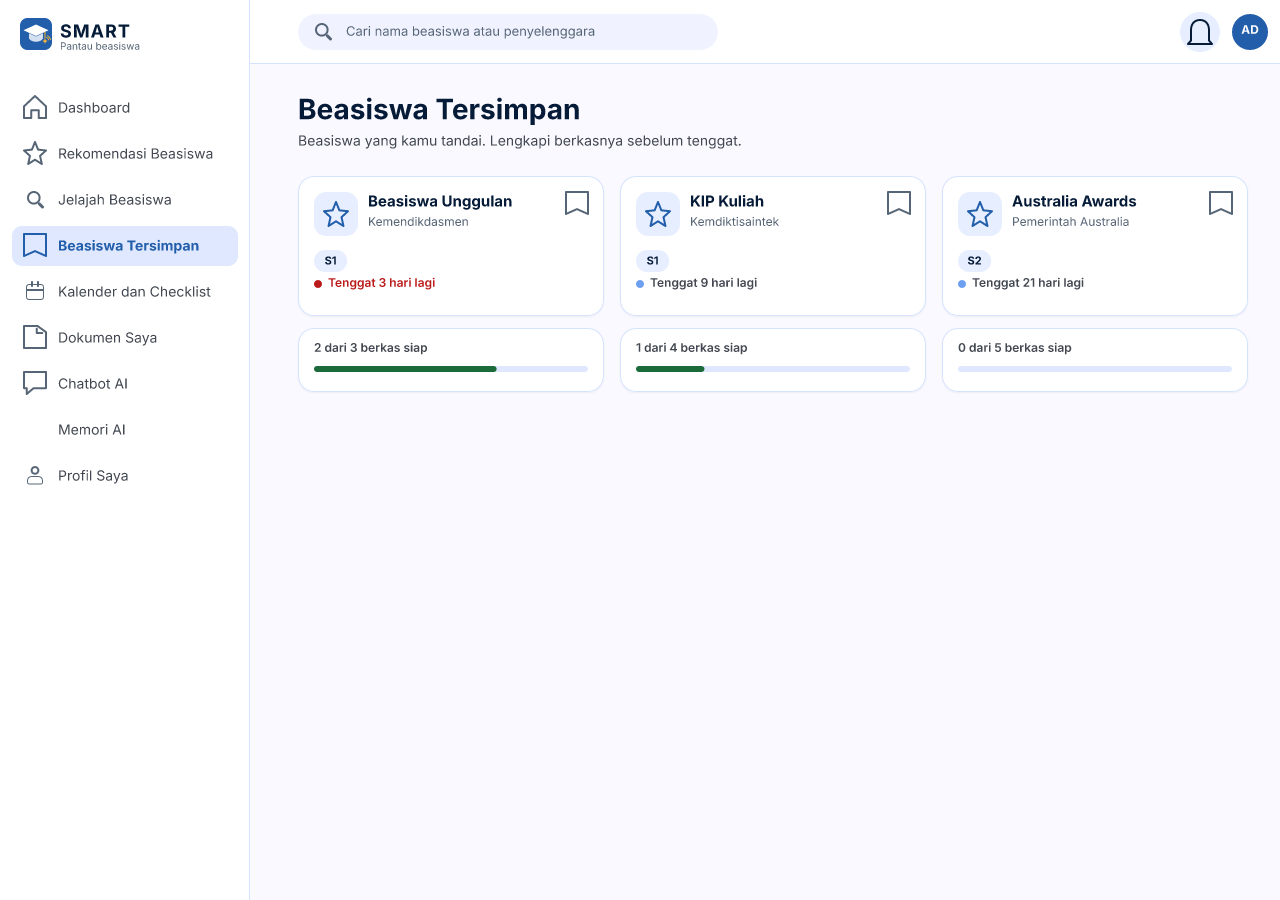 SMART
Pantau beasiswa
Cari nama beasiswa atau penyelenggara
AD
Dashboard
Rekomendasi Beasiswa
Jelajah Beasiswa
Beasiswa Tersimpan
Kalender dan Checklist
Dokumen Saya
Chatbot AI
Memori AI
Profil Saya
Beasiswa Tersimpan
Beasiswa yang kamu tandai. Lengkapi berkasnya sebelum tenggat.
Beasiswa Unggulan
Kemendikdasmen
S1
Tenggat 3 hari lagi
2 dari 3 berkas siap
KIP Kuliah
Kemdiktisaintek
S1
Tenggat 9 hari lagi
1 dari 4 berkas siap
Australia Awards
Pemerintah Australia
S2
Tenggat 21 hari lagi
0 dari 5 berkas siap